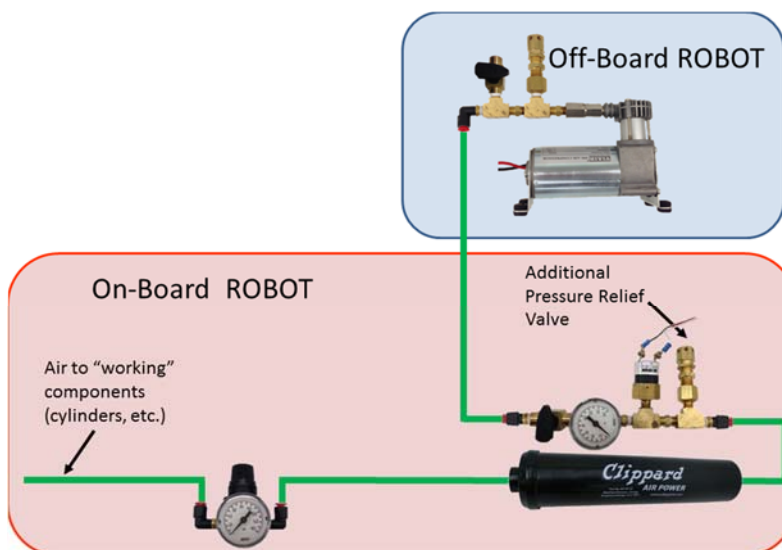 Off-Board ROBOT
On-Board ROBOT
Additional
Pressure Relief
Valve
Air to “working”
components
(cylinders, etc.)
Clippard
AIR POWER